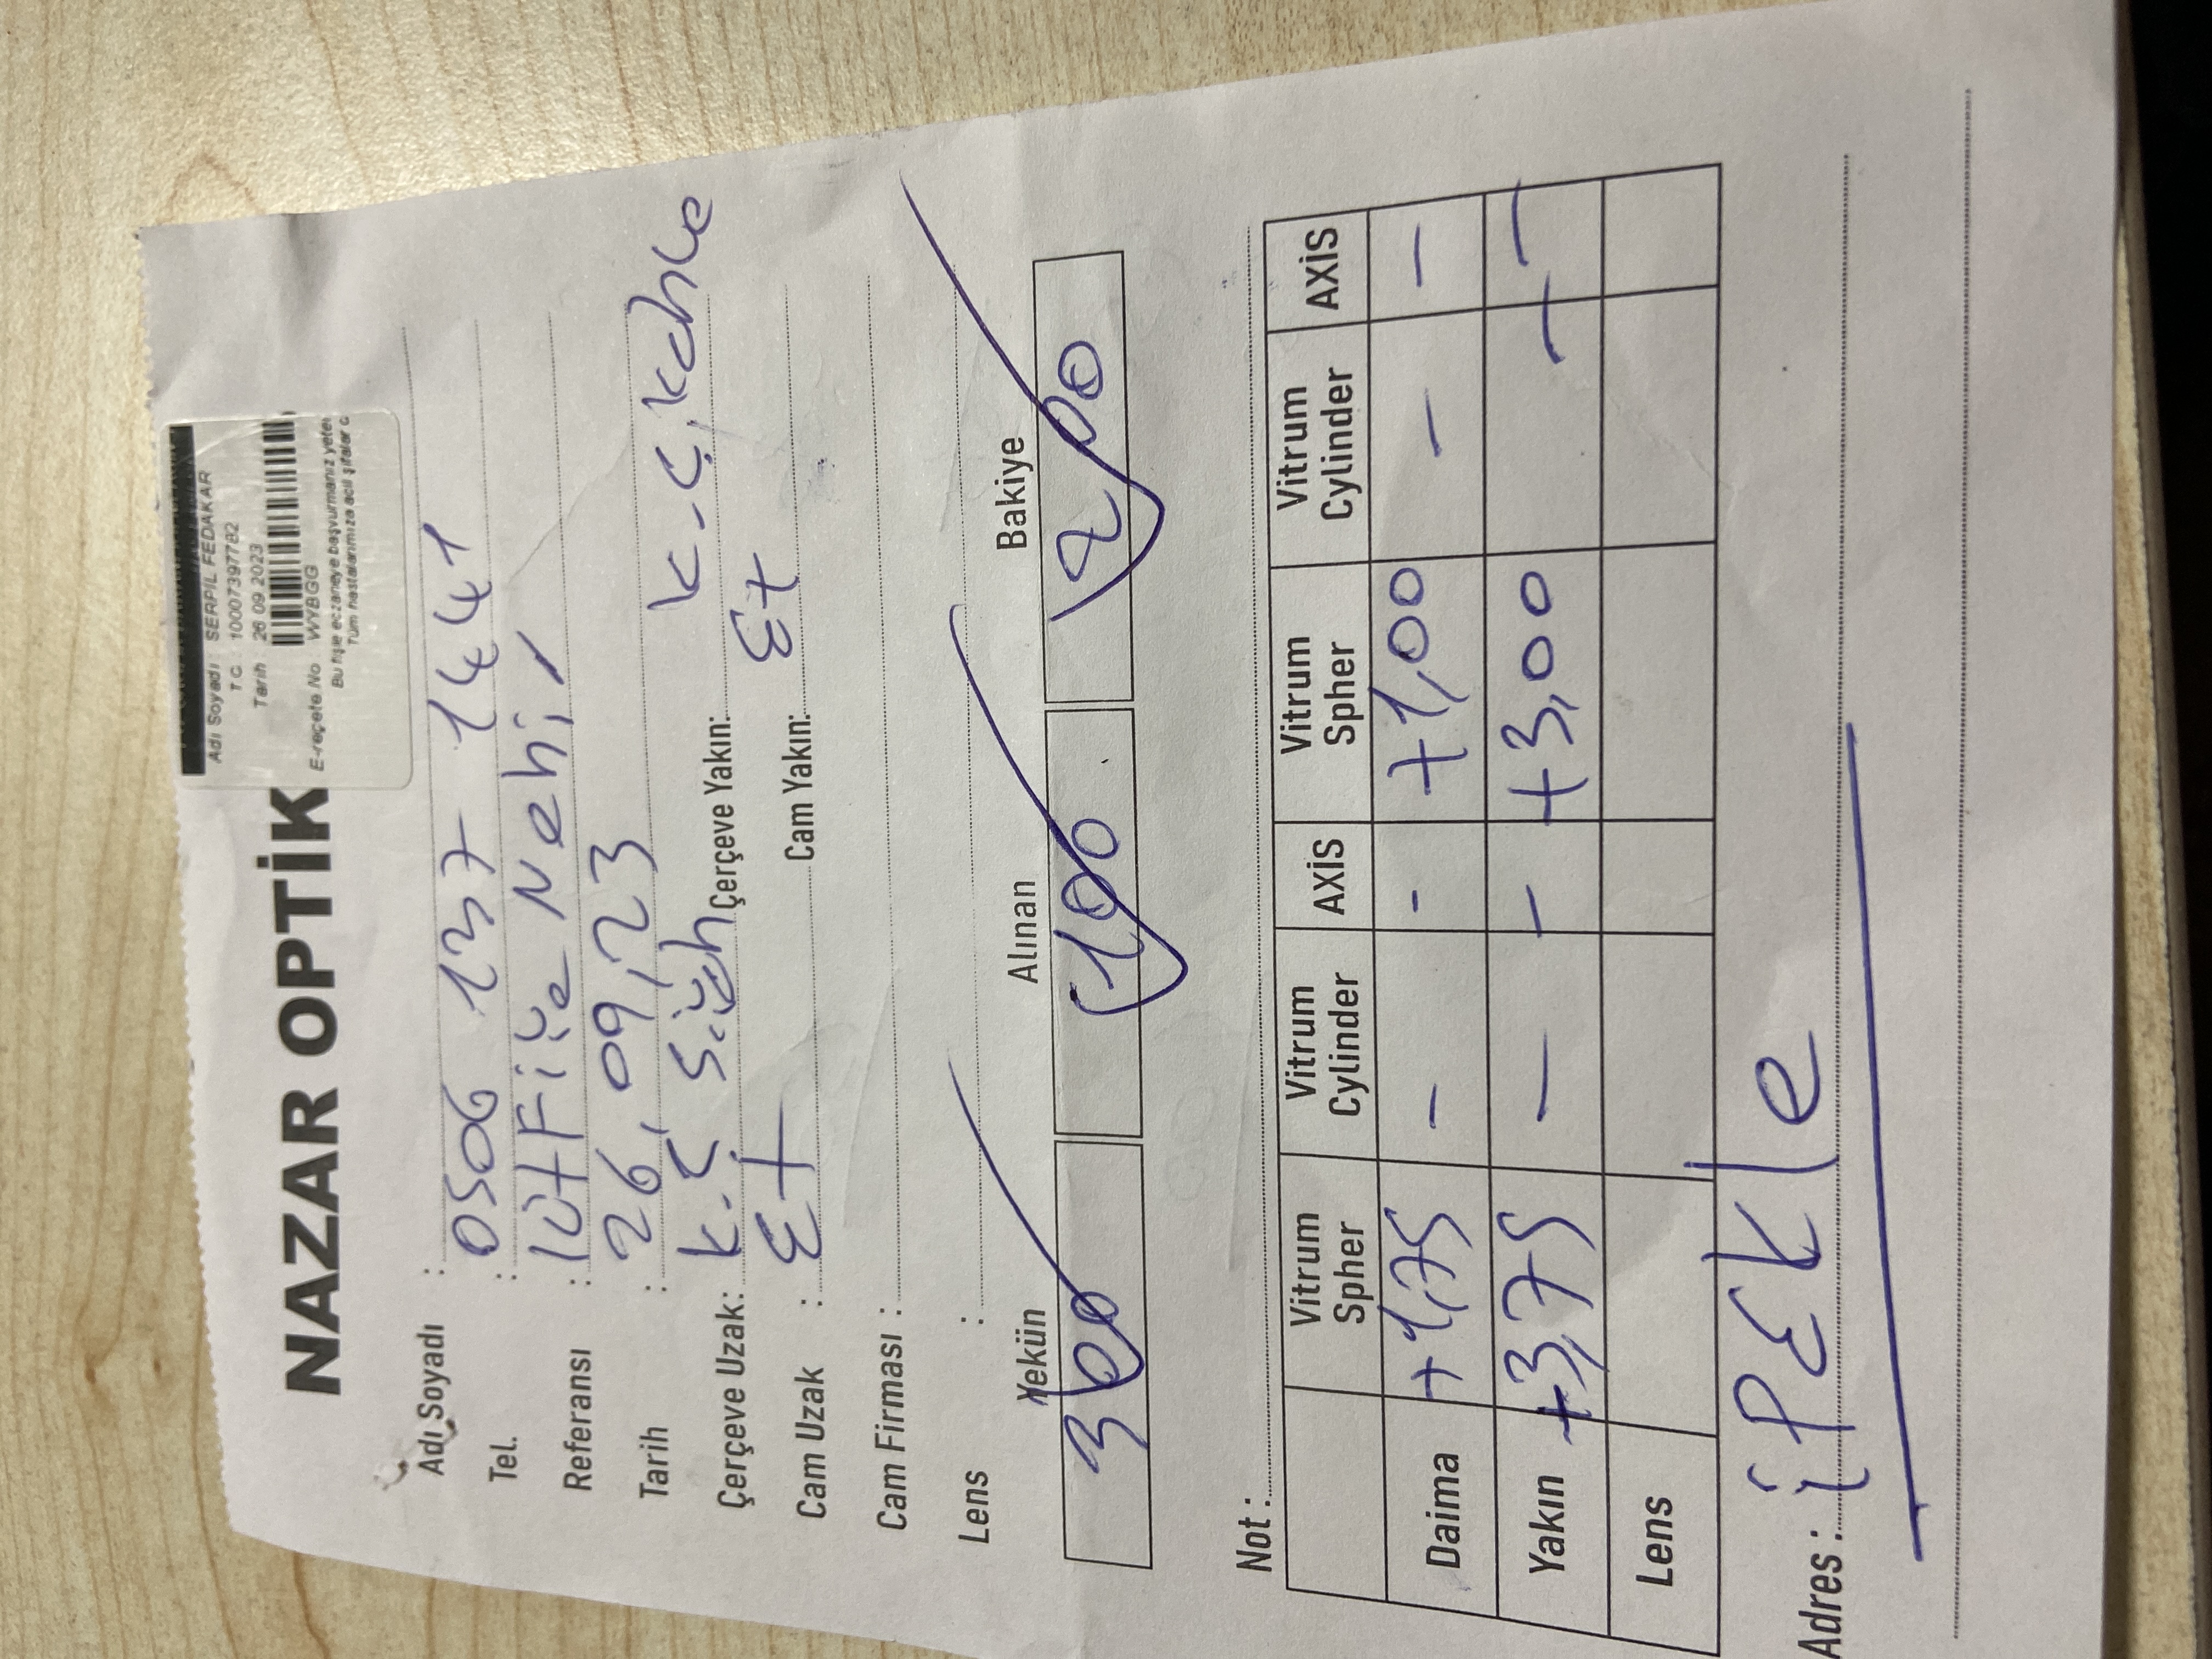 Adı Soyadı : SERPİL FEDAKAR
TC : 10007397782
Tarih : 26.09.2023
E-reçete No WYBGG
Bu fişle eczaneye başvurmanız yeter
Tüm hastalarımıza acil şifalar
NAZAR OPTİK
Adı Soyadı :
Tel. : 0506 137 1441
Referansı : lütFiye Nehir
Tarih : 26,09,23
Çerçeve Uzak: K.Ç Siyah Çerçeve Yakın: K.Ç. Kahve
Cam Uzak : Et Cam Yakın: Et
Cam Firması :
Lens :
Yekün Alınan Bakiye
300 100 200
Not :
Vitrum Spher Vitrum Cylinder AXİS Vitrum Spher Vitrum Cylinder AXİS
Daima +1,75 - - +1,00 - -
Yakın +3,75 - - +3,00 - -
Lens
Adres : iPEkle